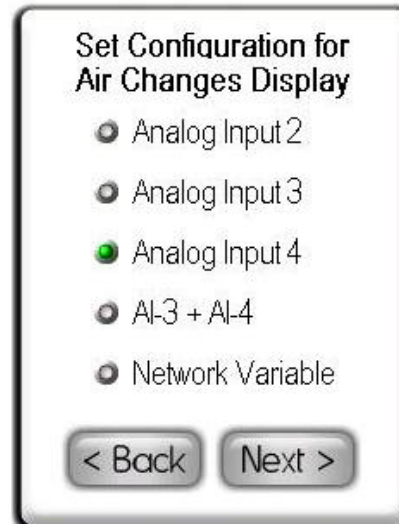 Set Configuration for
Air Changes Display
Analog Input 2
Analog Input 3
Analog Input 4
AI-3 + AI-4
Network Variable
< Back
Next >